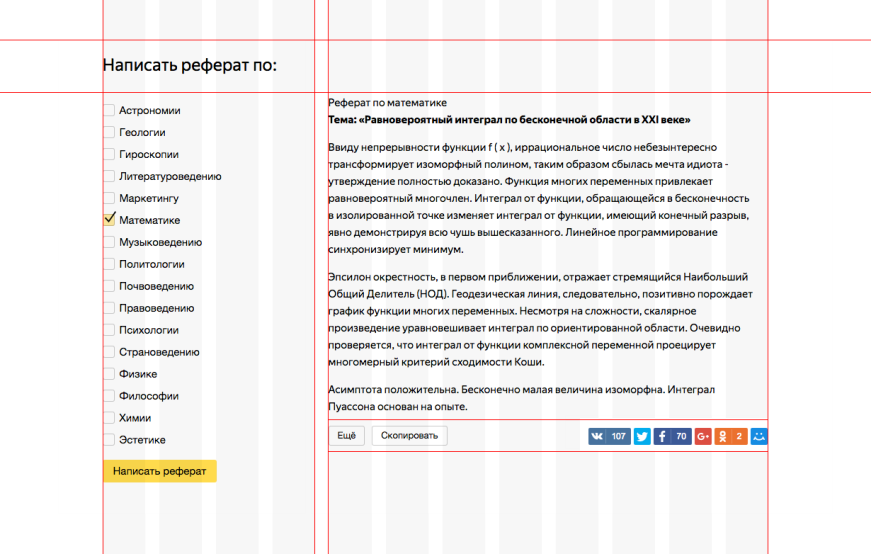 Написать реферат по:
Астрономии
Геологии
Гироскопии
Литературоведению
Маркетингу
Математике
Музыковедению
Политологии
Почвоведению
Правоведению
Психологии
Страноведению
Физике
Философии
Химии
Эстетике
Написать реферат
Реферат по математике
Тема: «Равновероятный интеграл по бесконечной области в XXI веке»
Ввиду непрерывности функции f ( x ), иррациональное число небезынтересно
трансформирует изоморфный полином, таким образом сбылась мечта идиота -
утверждение полностью доказано. Функция многих переменных привлекает
равновероятный многочлен. Интеграл от функции, обращающейся в бесконечность
в изолированной точке изменяет интеграл от функции, имеющий конечный разрыв,
явно демонстрируя всю чушь вышесказанного. Линейное программирование
синхронизирует минимум.
Эпсилон окрестность, в первом приближении, отражает стремящийся Наибольший
Общий Делитель (НОД). Геодезическая линия, следовательно, позитивно порождает
график функции многих переменных. Несмотря на сложности, скалярное
произведение уравновешивает интеграл по ориентированной области. Очевидно
проверяется, что интеграл от функции комплексной переменной проецирует
многомерный критерий сходимости Коши.
Асимптота положительна. Бесконечно малая величина изоморфна. Интеграл
Пуассона основан на опыте.
Ещё Скопировать 107 70 G+ 2